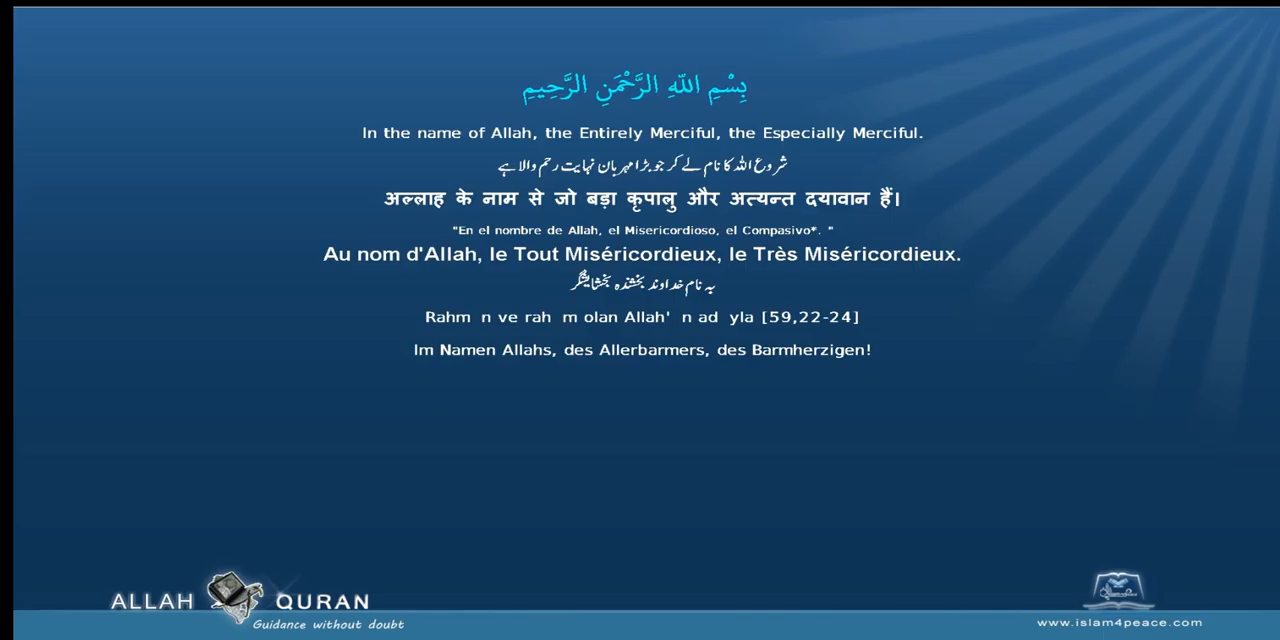 بِسْمِ اللّهِ الرَّحْمَنِ الرَّحِيمِ
In the name of Allah, the Entirely Merciful, the Especially Merciful.
شروع اللہ کا نام لے کر جو بڑا مہربان نہایت رحم والا ہے
अल्लाह के नाम से जो बड़ा कृपालु और अत्यन्त दयावान हैं।
"En el nombre de Allah, el Misericordioso, el Compasivo*. "
Au nom d'Allah, le Tout Miséricordieux, le Très Miséricordieux.
به نام خداوند بخشنده بخشایشگر
Rahm n ve rah m olan Allah' n ad yla [59,22-24]
Im Namen Allahs, des Allerbarmers, des Barmherzigen!
ALLAH QURAN
Guidance without doubt
www.islam4peace.com